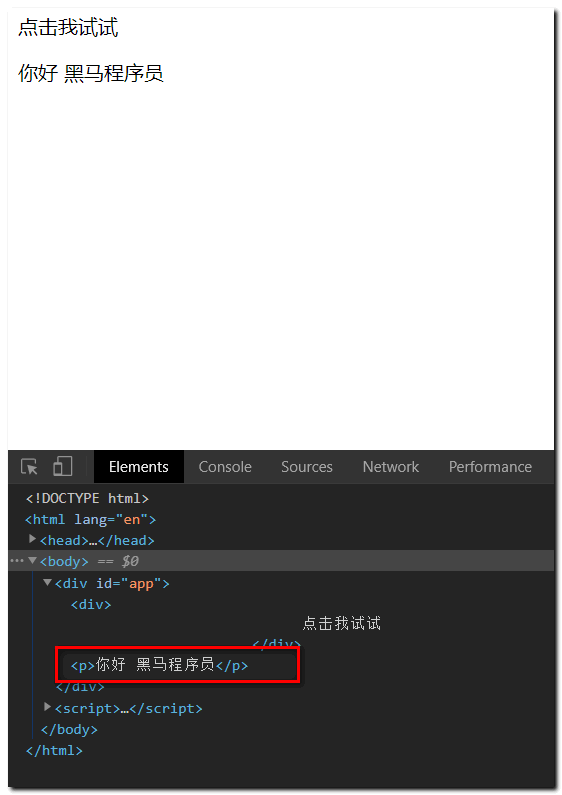 点击我试试
你好 黑马程序员
Elements Console Sources Network Performance
<!DOCTYPE html>
<html lang="en">
<head>…</head>
<body> == $0
<div id="app">
<div>
点击我试试
</div>
<p>你好 黑马程序员</p>
</div>
<script>…</script>
</body>
</html>